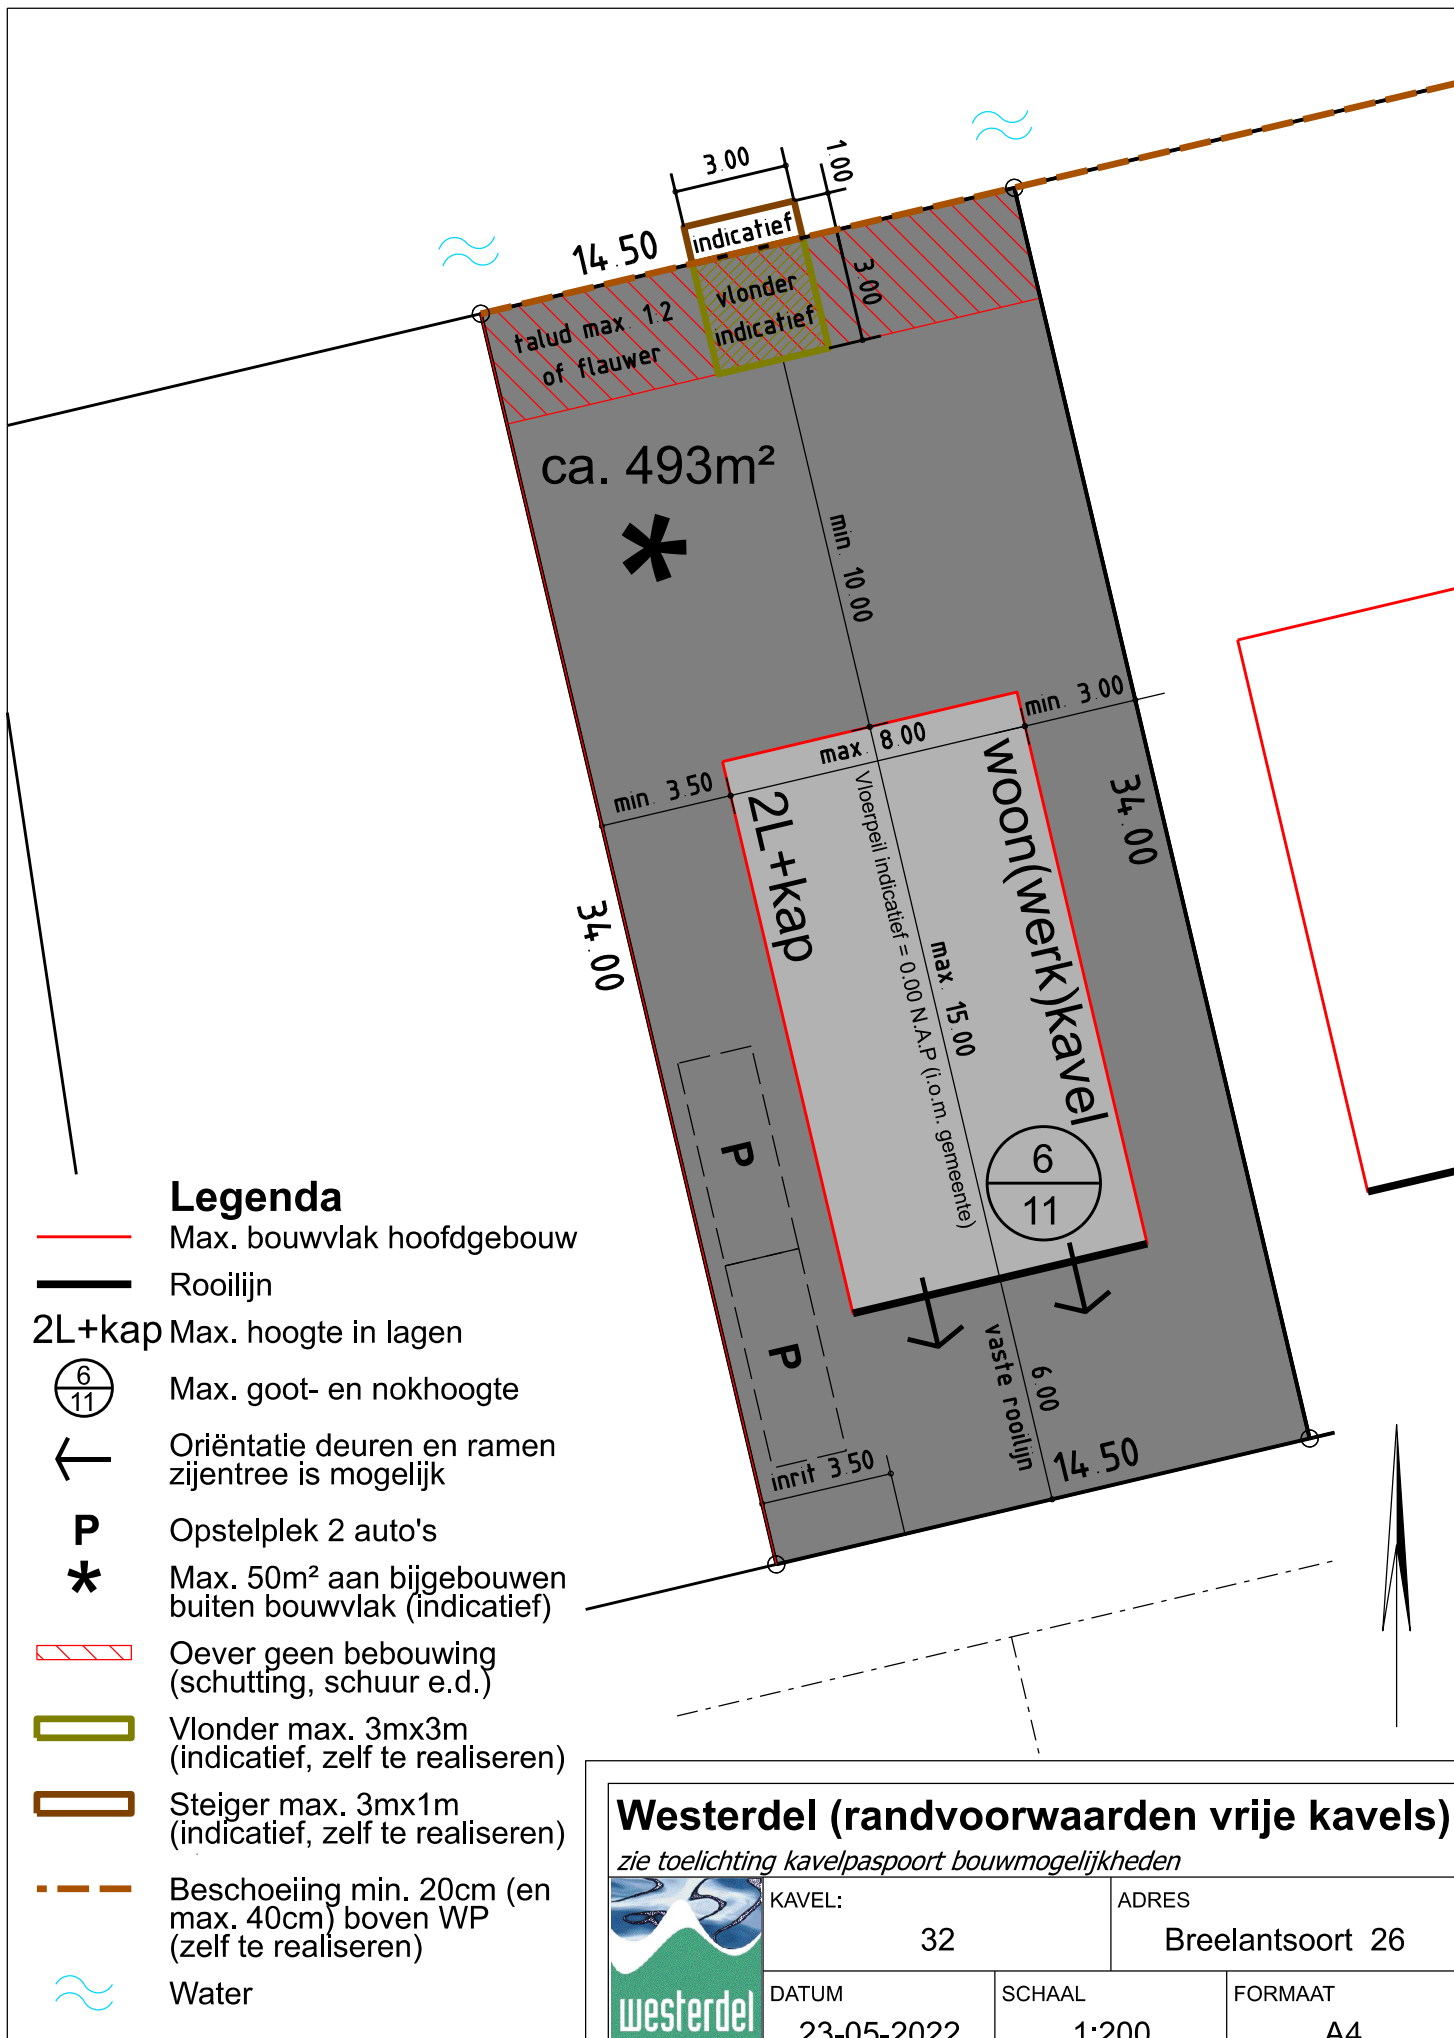 3.00
1.00
14.50
indicatief
vlonder
indicatief
3.00
talud max. 1:2
of flauwer
ca. 493m²
*
min. 10.00
min. 3.00
max. 8.00
min. 3.50
2L+kap
woon(werk)kavel
Vloerpeil indicatief = 0.00 N.A.P (i.o.m. gemeente)
max. 15.00
34.00
34.00
P
P
6
11
6.00
vaste rooilijn
14.50
inrit 3.50
Legenda
Max. bouwvlak hoofdgebouw
Rooilijn
2L+kap Max. hoogte in lagen
6
11
Max. goot- en nokhoogte
Oriëntatie deuren en ramen
zijentree is mogelijk
P Opstelplek 2 auto's
* Max. 50m² aan bijgebouwen
buiten bouwvlak (indicatief)
Oever geen bebouwing
(schutting, schuur e.d.)
Vlonder max. 3mx3m
(indicatief, zelf te realiseren)
Steiger max. 3mx1m
(indicatief, zelf te realiseren)
Beschoeiing min. 20cm (en
max. 40cm) boven WP
(zelf te realiseren)
Water
Westerdel (randvoorwaarden vrije kavels)
zie toelichting kavelpaspoort bouwmogelijkheden
westerdel
KAVEL:
32
ADRES
Breelantsoort 26
DATUM
23-05-2022
SCHAAL
1:200
FORMAAT
A4